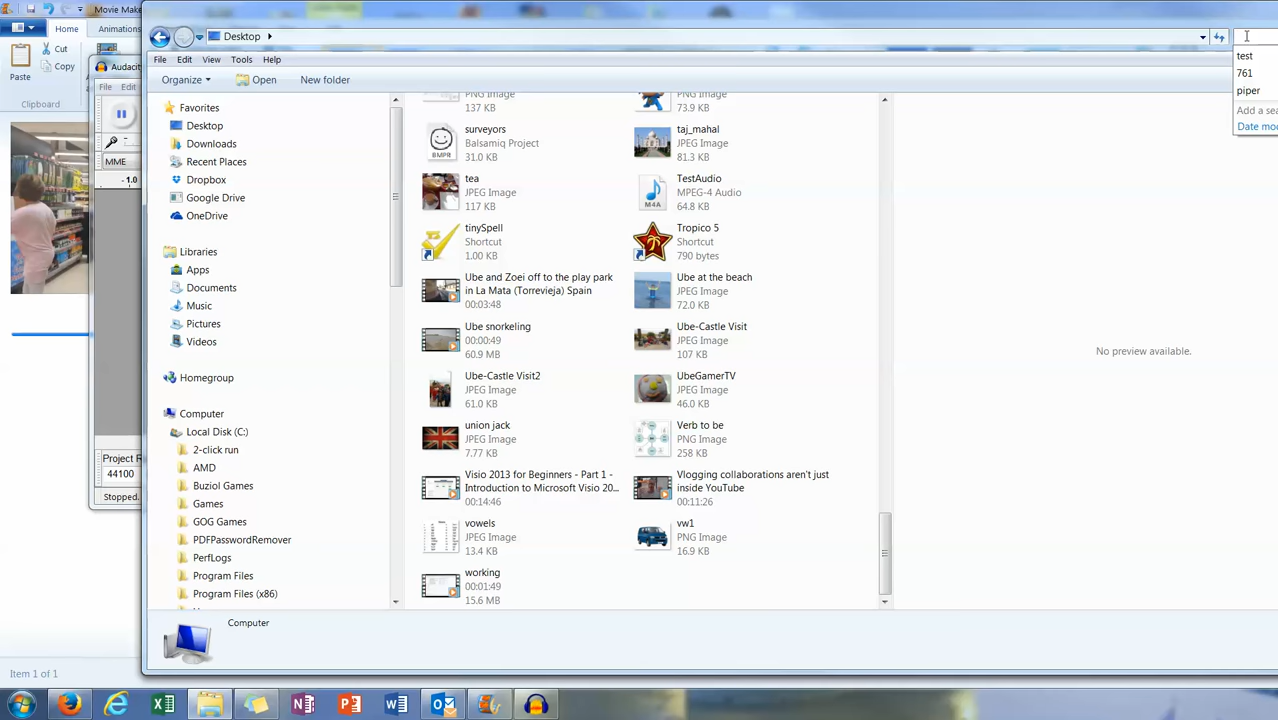 Movie Make
Home
Animations
Cut
Paste
Copy
Clipboard
Audacit
File
Ed
MME
-1.0
Project R
44100
Stopped.
Item 1 of 1
Desktop
File Edit View Tools Help
Organize Open New folder
test
761
piper
Add a sea
Date mod
Favorites
Desktop
Downloads
Recent Places
Dropbox
Google Drive
OneDrive
Libraries
Apps
Documents
Music
Pictures
Videos
Homegroup
Computer
Local Disk (C:)
2-click run
AMD
Buziol Games
Games
GOG Games
PDFPasswordRemover
PerfLogs
Program Files
Program Files (x86)
PNG Image
137 KB
PNG Image
73.9 KB
surveyors
Balsamiq Project
31.0 KB
BMPR
taj_mahal
JPEG Image
81.3 KB
tea
JPEG Image
117 KB
TestAudio
MPEG-4 Audio
64.8 KB
M4A
tinySpell
Shortcut
1.00 KB
Tropico 5
Shortcut
790 bytes
Ube and Zoei off to the play park
in La Mata (Torrevieja) Spain
00:03:48
Ube at the beach
JPEG Image
72.0 KB
Ube snorkeling
00:00:49
60.9 MB
Ube-Castle Visit
JPEG Image
107 KB
Ube-Castle Visit2
JPEG Image
61.0 KB
UbeGamerTV
JPEG Image
46.0 KB
union jack
JPEG Image
7.77 KB
Verb to be
PNG Image
258 KB
Visio 2013 for Beginners - Part 1 -
Introduction to Microsoft Visio 20...
00:14:46
Vlogging collaborations aren't just
inside YouTube
00:11:26
vowels
JPEG Image
13.4 KB
vw1
PNG Image
16.9 KB
working
00:01:49
15.6 MB
No preview available.
Computer